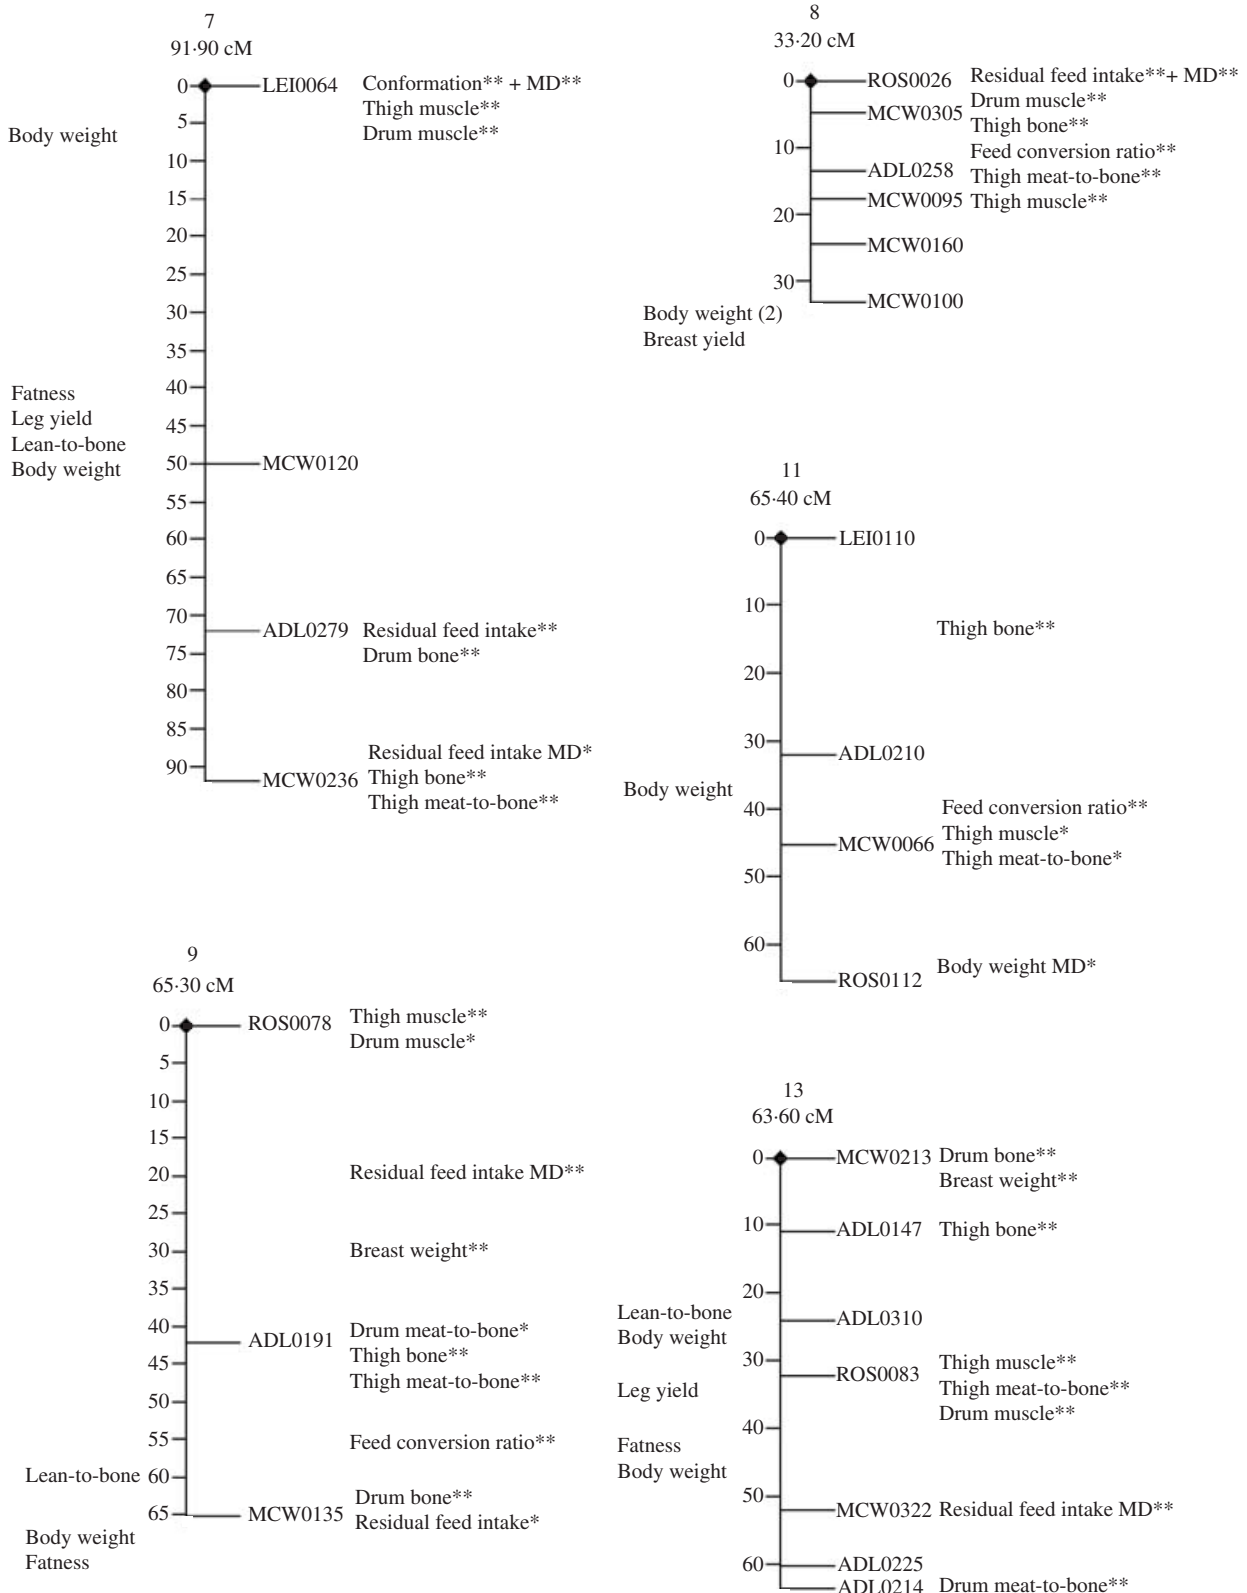 7
91·90 cM
0 LEI0064 Conformation** + MD**
Thigh muscle**
Drum muscle**
5
Body weight
10
15
20
25
30
35
40
Fatness
Leg yield
45
Lean-to-bone
Body weight
50 MCW0120
55
60
65
70
ADL0279 Residual feed intake**
Drum bone**
75
80
85
Residual feed intake MD*
90
MCW0236 Thigh bone**
Thigh meat-to-bone**
8
33·20 cM
0 ROS0026 Residual feed intake**+ MD**
Drum muscle**
MCW0305
Thigh bone**
10
Feed conversion ratio**
ADL0258 Thigh meat-to-bone**
MCW0095 Thigh muscle**
20
MCW0160
30
MCW0100
Body weight (2)
Breast yield
11
65·40 cM
0 LEI0110
10
Thigh bone**
20
30
ADL0210
Body weight
40
Feed conversion ratio**
Thigh muscle*
MCW0066
Thigh meat-to-bone*
50
60
Body weight MD*
ROS0112
9
65·30 cM
0 ROS0078 Thigh muscle**
Drum muscle*
5
10
15
20
Residual feed intake MD**
25
30
Breast weight**
35
40
Drum meat-to-bone*
ADL0191
Thigh bone**
45
Thigh meat-to-bone**
50
55
Feed conversion ratio**
Lean-to-bone 60
Drum bone**
65 MCW0135
Residual feed intake*
Body weight
Fatness
13
63·60 cM
0 MCW0213 Drum bone**
Breast weight**
10
ADL0147 Thigh bone**
20
Lean-to-bone
ADL0310
Body weight
30
Thigh muscle**
ROS0083
Thigh meat-to-bone**
Leg yield
Drum muscle**
40
Fatness
Body weight
50
MCW0322 Residual feed intake MD**
60 ADL0225
ADL0214 Drum meat-to-bone**